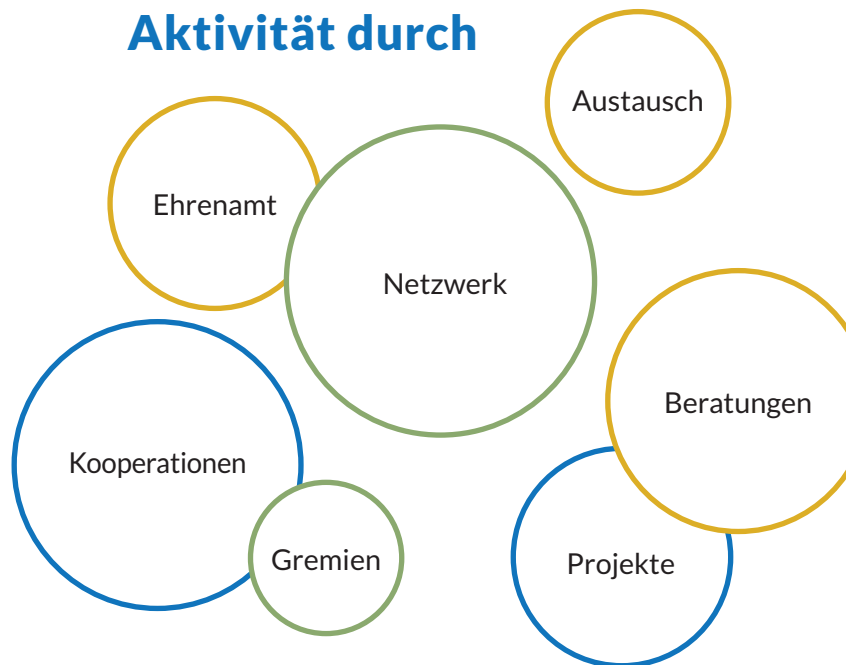 Aktivität durch
Austausch
Ehrenamt
Netzwerk
Beratungen
Kooperationen
Gremien
Projekte